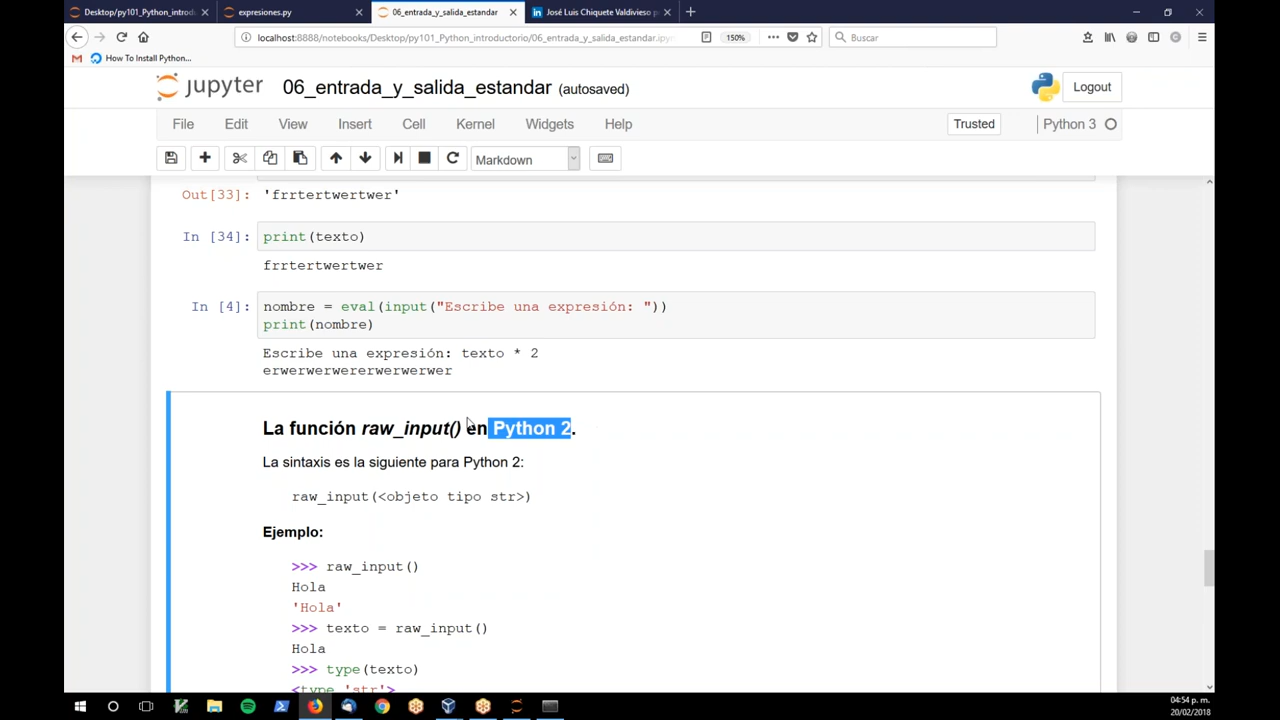 Desktop/py101_Python_introdu
expresiones.py
06_entrada_y_salida_estandar
José Luis Chiquete Valdivieso p
localhost:8888/notebooks/Desktop/py101_Python_introductorio/06_entrada_y_salida_estandar.ipyn
150%
Buscar
How To Install Python...
jupyter 06_entrada_y_salida_estandar (autosaved)
Logout
File Edit View Insert Cell Kernel Widgets Help
Trusted
Python 3
Markdown
Out[33]: 'frrtertwertwer'
In [34]: print(texto)
frrtertwertwer
In [4]: nombre = eval(input("Escribe una expresión: "))
print(nombre)
Escribe una expresión: texto * 2
erwerwerwererwerwerwer
La función raw_input() en Python 2.
La sintaxis es la siguiente para Python 2:
raw_input(<objeto tipo str>)
Ejemplo:
>>> raw_input()
Hola
'Hola'
>>> texto = raw_input()
Hola
>>> type(texto)
<type 'str'>
04:54 p. m.
20/02/2018